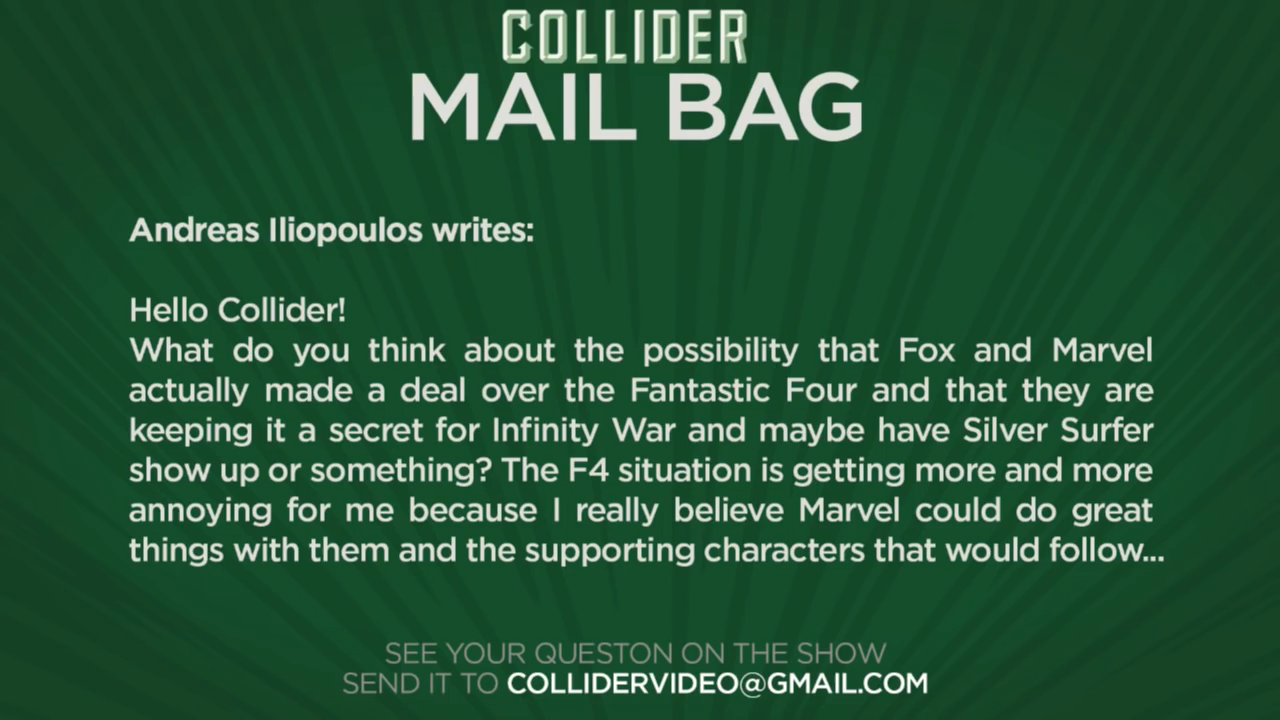 COLLIDER
MAIL BAG
Andreas Iliopoulos writes:
Hello Collider!
What do you think about the possibility that Fox and Marvel
actually made a deal over the Fantastic Four and that they are
keeping it a secret for Infinity War and maybe have Silver Surfer
show up or something? The F4 situation is getting more and more
annoying for me because I really believe Marvel could do great
things with them and the supporting characters that would follow...
SEE YOUR QUESTON ON THE SHOW
SEND IT TO COLLIDERVIDEO@GMAIL.COM